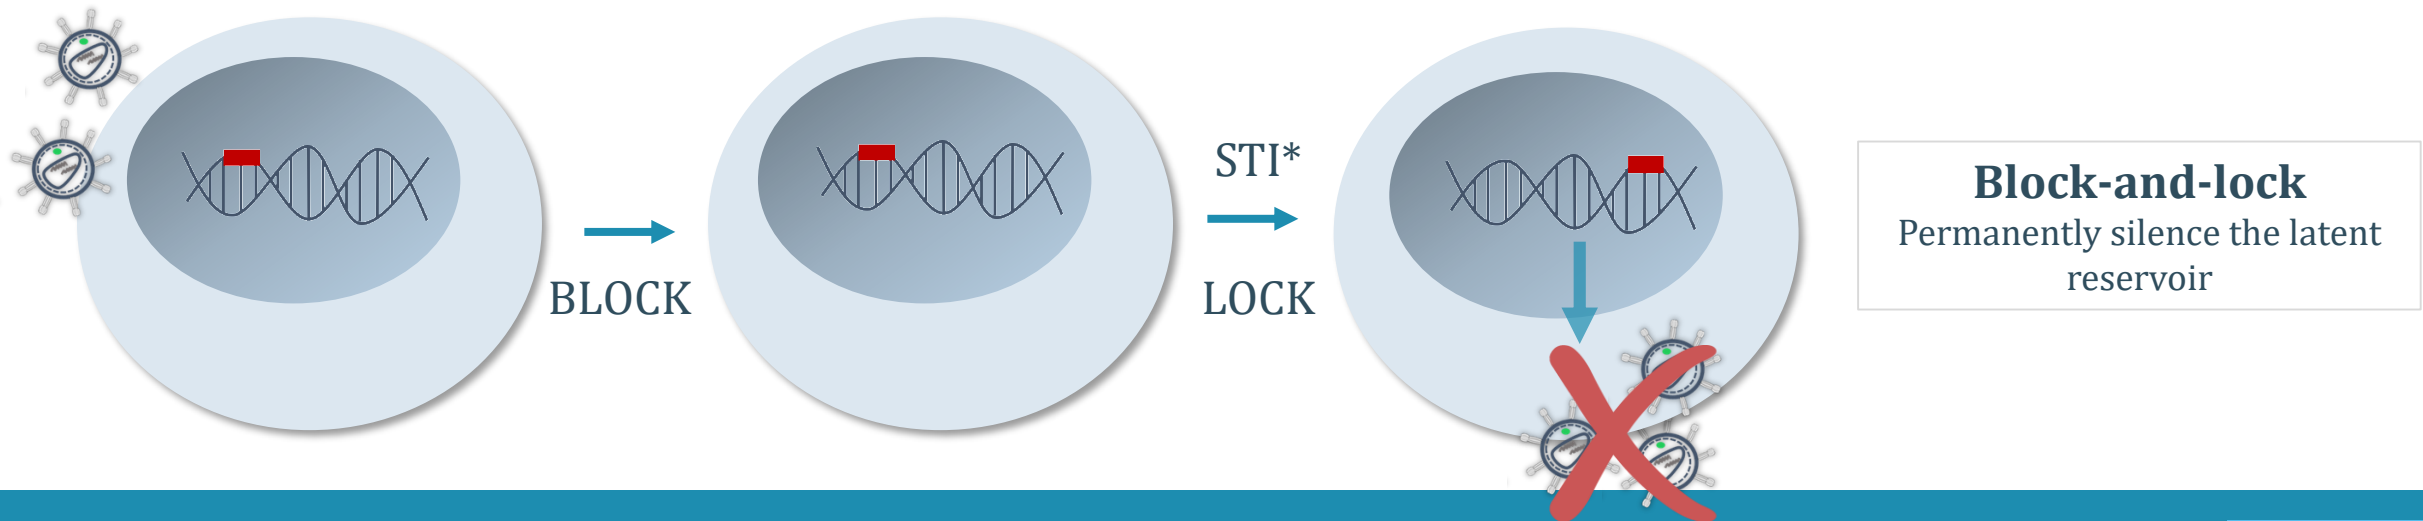 BLOCK
STI*
LOCK
Block-and-lock
Permanently silence the latent
reservoir